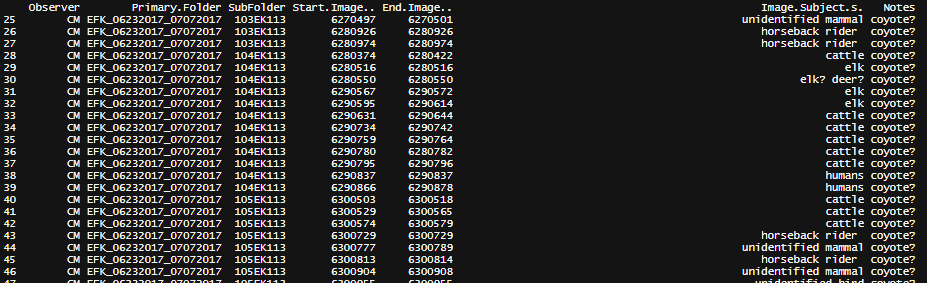 Observer Primary.Folder SubFolder Start.Image.. End.Image.. Image.Subject.s. Notes
25 CM EFK_06232017_07072017 103EK113 6270497 6270501 unidentified mammal coyote?
26 CM EFK_06232017_07072017 103EK113 6280926 6280926 horseback rider coyote?
27 CM EFK_06232017_07072017 103EK113 6280974 6280974 horseback rider coyote?
28 CM EFK_06232017_07072017 104EK113 6280374 6280422 cattle coyote?
29 CM EFK_06232017_07072017 104EK113 6280516 6280516 elk coyote?
30 CM EFK_06232017_07072017 104EK113 6280550 6280550 elk? deer? coyote?
31 CM EFK_06232017_07072017 104EK113 6290567 6290572 elk coyote?
32 CM EFK_06232017_07072017 104EK113 6290595 6290614 elk coyote?
33 CM EFK_06232017_07072017 104EK113 6290631 6290644 cattle coyote?
34 CM EFK_06232017_07072017 104EK113 6290734 6290742 cattle coyote?
35 CM EFK_06232017_07072017 104EK113 6290759 6290764 cattle coyote?
36 CM EFK_06232017_07072017 104EK113 6290780 6280782 cattle coyote?
37 CM EFK_06232017_07072017 104EK113 6290795 6290796 cattle coyote?
38 CM EFK_06232017_07072017 104EK113 6290837 6290837 humans coyote?
39 CM EFK_06232017_07072017 104EK113 6290866 6290878 humans coyote?
40 CM EFK_06232017_07072017 105EK113 6300503 6300518 cattle coyote?
41 CM EFK_06232017_07072017 105EK113 6300529 6300565 cattle coyote?
42 CM EFK_06232017_07072017 105EK113 6300574 6300579 cattle coyote?
43 CM EFK_06232017_07072017 105EK113 6300729 6300729 horseback rider coyote?
44 CM EFK_06232017_07072017 105EK113 6300777 6300789 unidentified mammal coyote?
45 CM EFK_06232017_07072017 105EK113 6300813 6300814 horseback rider coyote?
46 CM EFK_06232017_07072017 105EK113 6300904 6300908 unidentified mammal coyote?
47 CM EFK_06232017_07072017 105EK113 unidentified bird coyote?